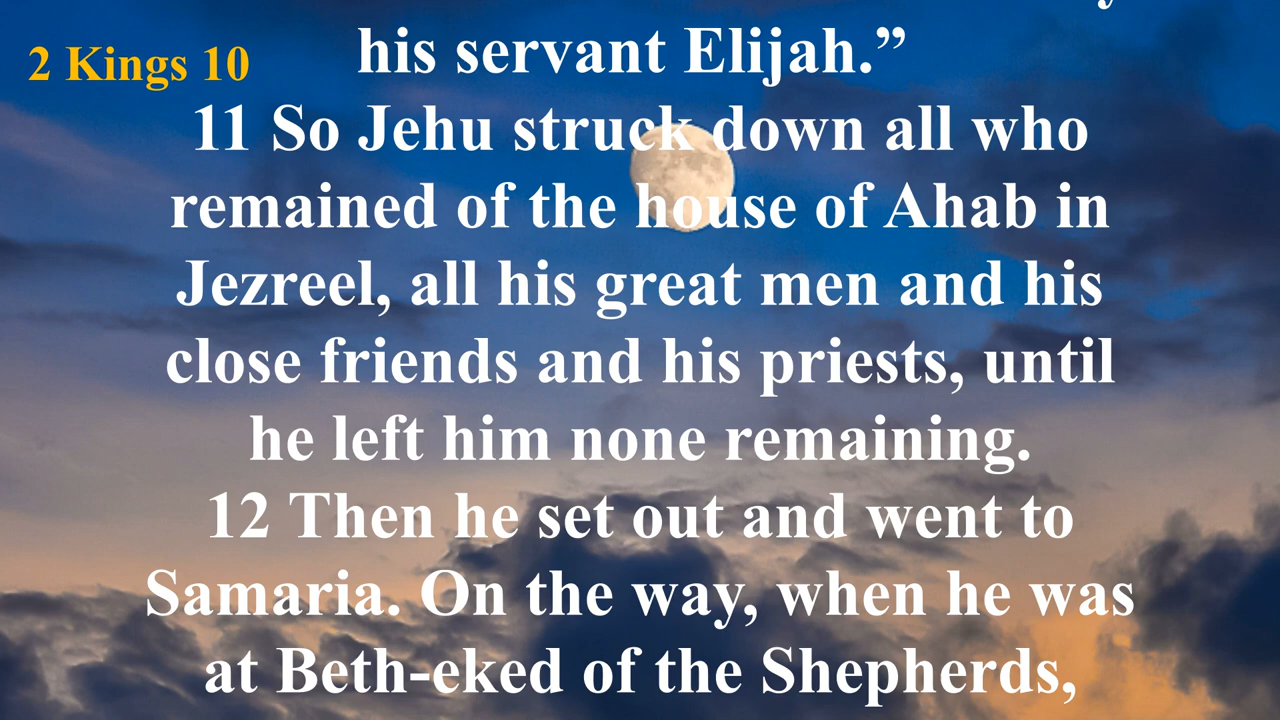 2 Kings 10
his servant Elijah.”
11 So Jehu struck down all who
remained of the house of Ahab in
Jezreel, all his great men and his
close friends and his priests, until
he left him none remaining.
12 Then he set out and went to
Samaria. On the way, when he was
at Beth-eked of the Shepherds,